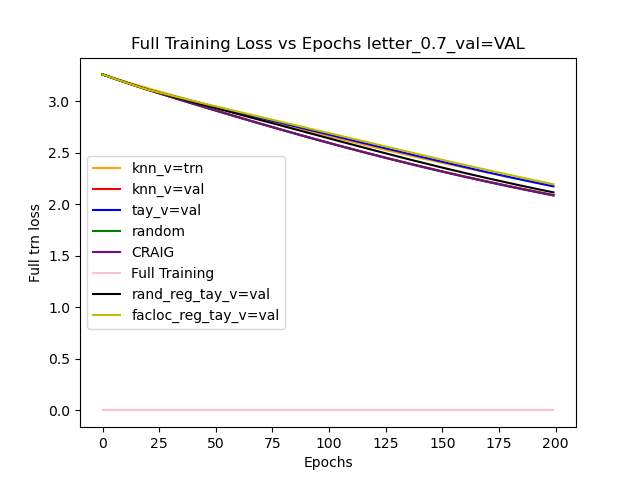 Full Training Loss vs Epochs letter_0.7_val=VAL
Full trn loss
3.0
2.5
2.0
1.5
1.0
0.5
0.0
knn_v=trn
knn_v=val
tay_v=val
random
CRAIG
Full Training
rand_reg_tay_v=val
facloc_reg_tay_v=val
0 25 50 75 100 125 150 175 200
Epochs